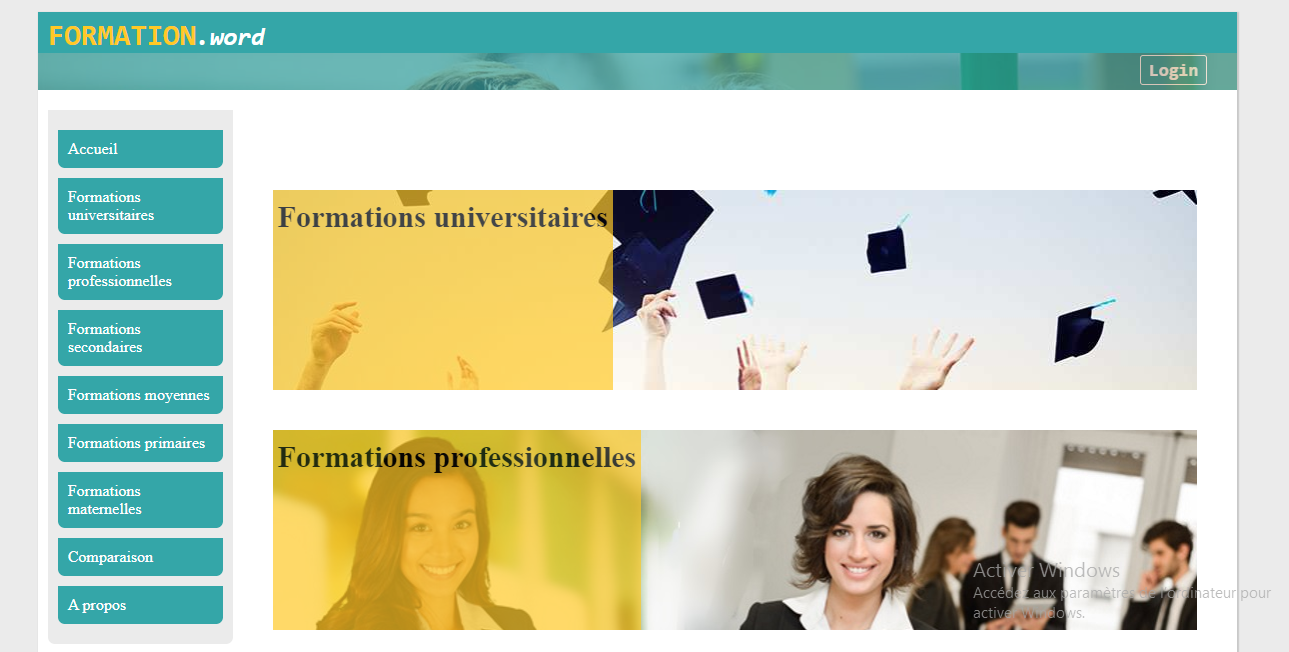 FORMATION.word
Login
Accueil
Formations
universitaires
Formations
professionnelles
Formations
secondaires
Formations moyennes
Formations primaires
Formations
maternelles
Comparaison
A propos
Formations universitaires
Formations professionnelles
Activer Windows
Accédez aux paramètres de l'ordinateur pour
activer Windows.